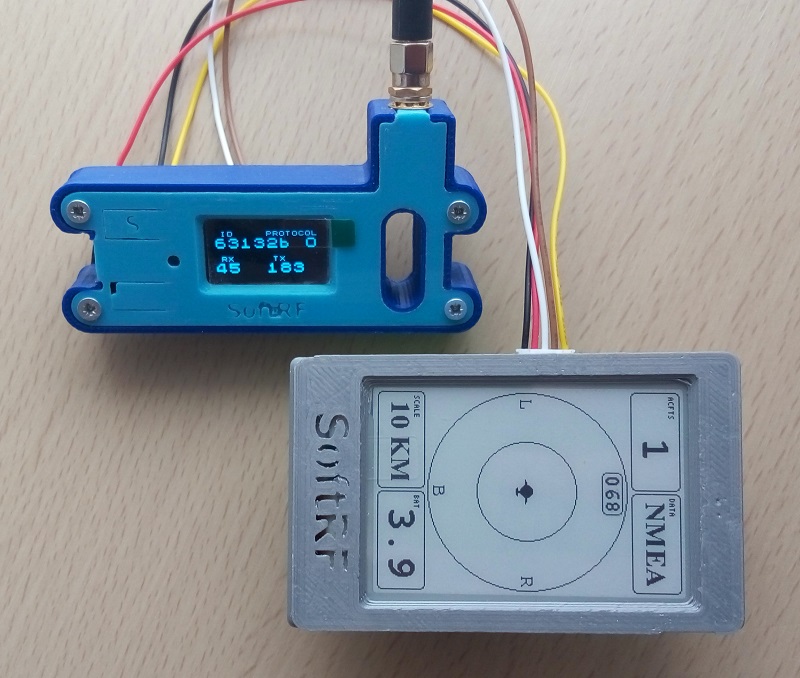 ID PROTOCOL
63132b O
RX TX
45 183
SoftRF
SoftRF
ACFTS
1
DATA
NMEA
068
L
B
R
SCALE
10 KM
BAT
3.9